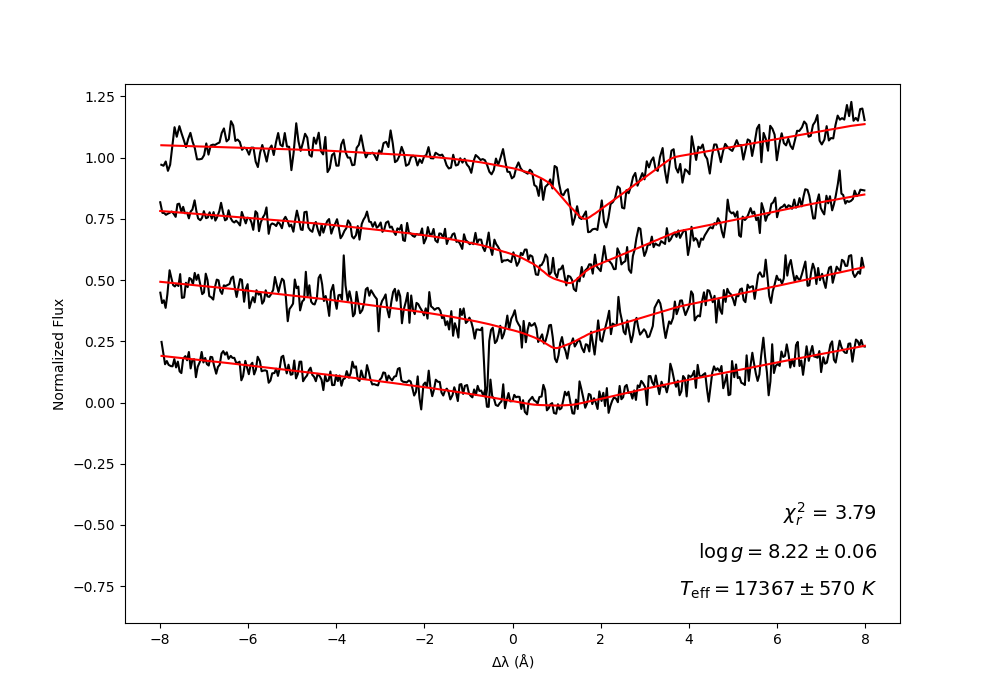 1.25
1.00
0.75
0.50
0.25
0.00
−0.25
−0.50
−0.75
Normalized Flux
χ²ᵣ = 3.79
log g = 8.22 ± 0.06
T_eff = 17367 ± 570 K
−8 −6 −4 −2 0 2 4 6 8
Δλ (Å)